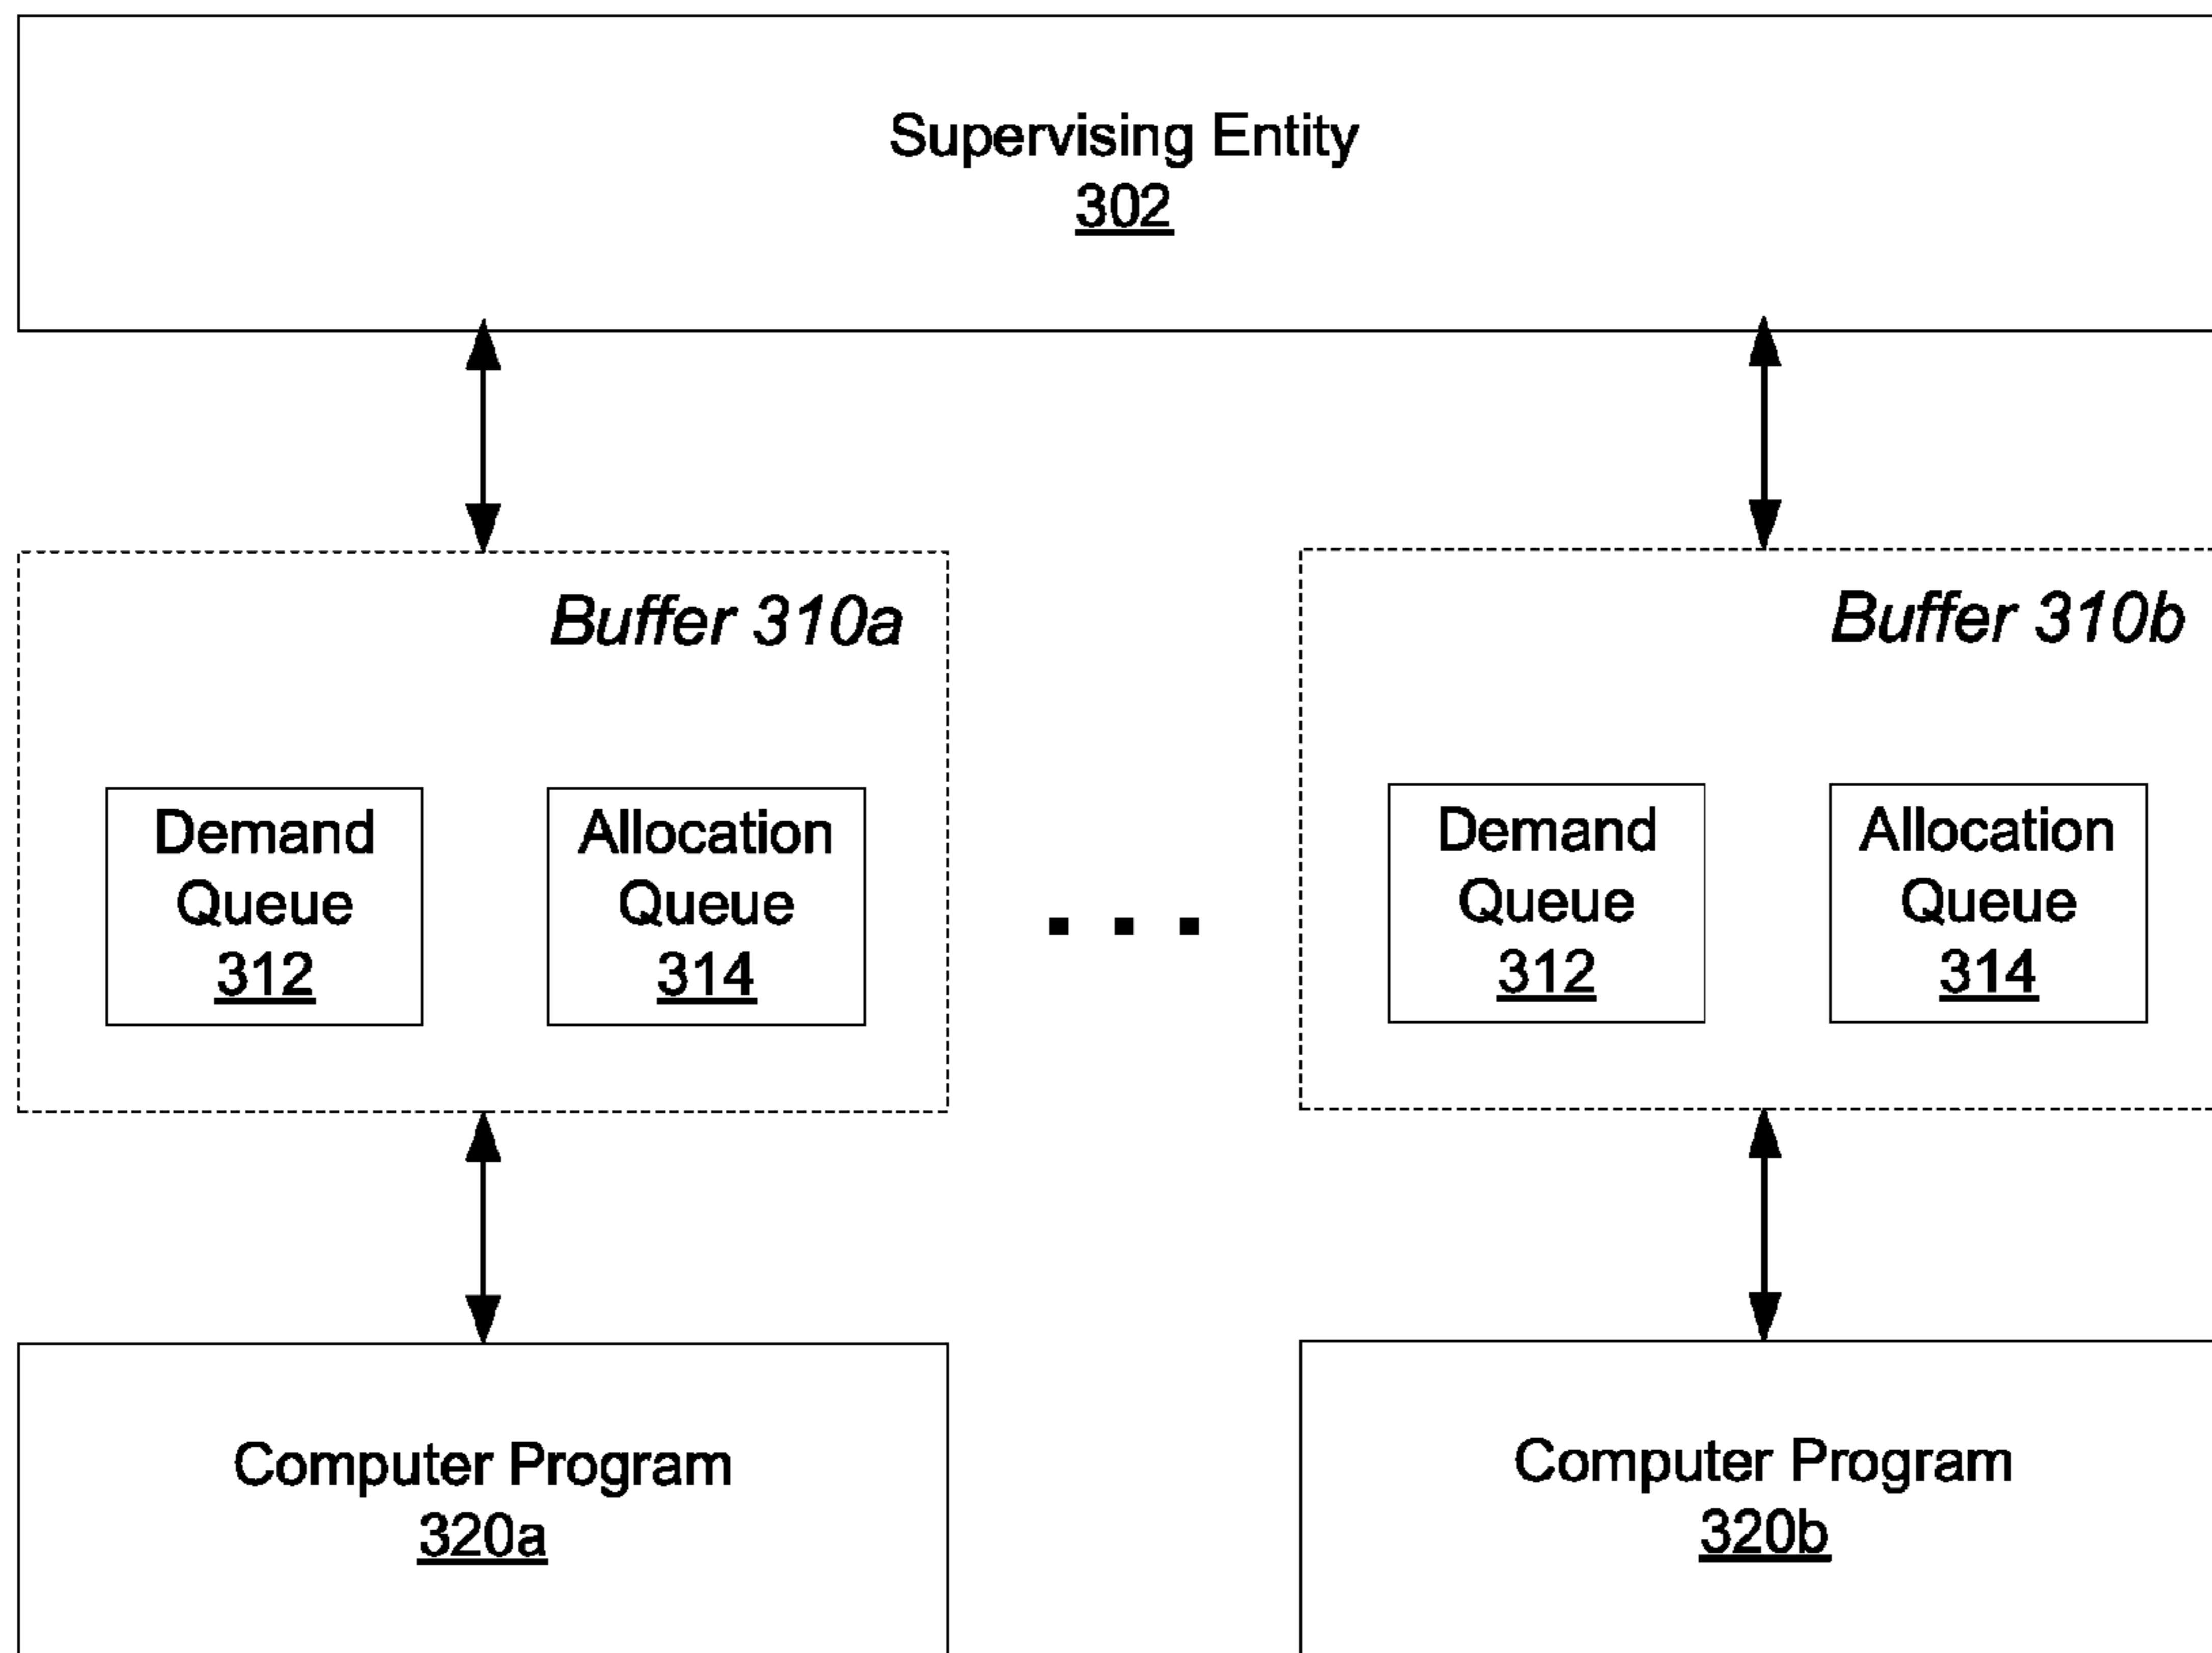 Supervising Entity
302
Buffer 310a
Demand
Queue
312
Allocation
Queue
314
Buffer 310b
Demand
Queue
312
Allocation
Queue
314
Computer Program
320a
Computer Program
320b